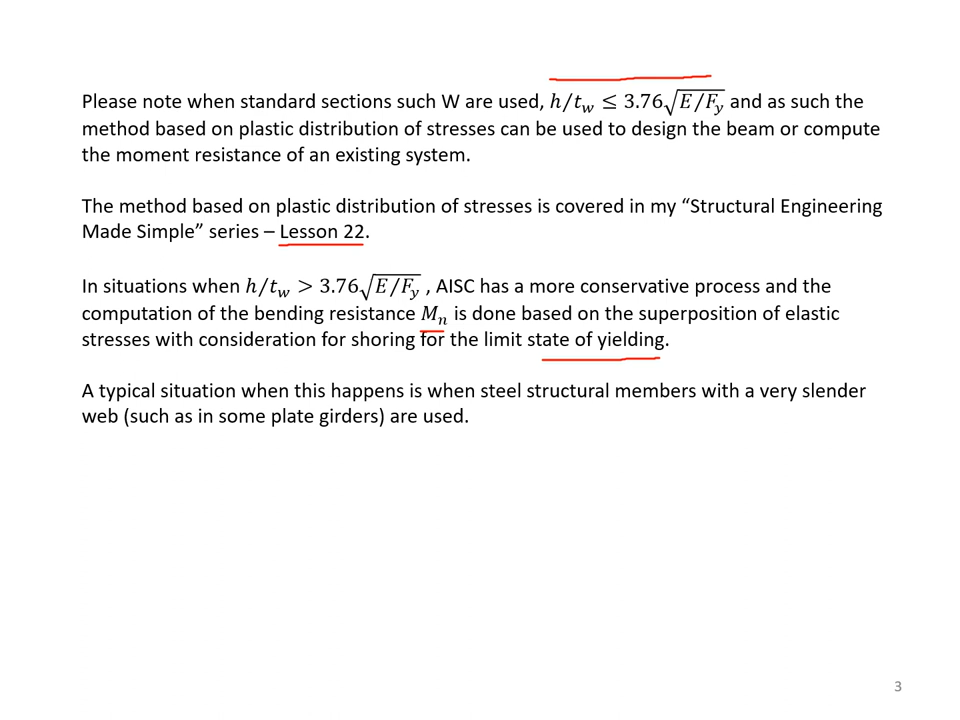 Please note when standard sections such W are used, h/t_w ≤ 3.76√(E/F_y) and as such the
method based on plastic distribution of stresses can be used to design the beam or compute
the moment resistance of an existing system.
The method based on plastic distribution of stresses is covered in my “Structural Engineering
Made Simple” series – Lesson 22.
In situations when h/t_w > 3.76√(E/F_y) , AISC has a more conservative process and the
computation of the bending resistance M_n is done based on the superposition of elastic
stresses with consideration for shoring for the limit state of yielding.
A typical situation when this happens is when steel structural members with a very slender
web (such as in some plate girders) are used.
3